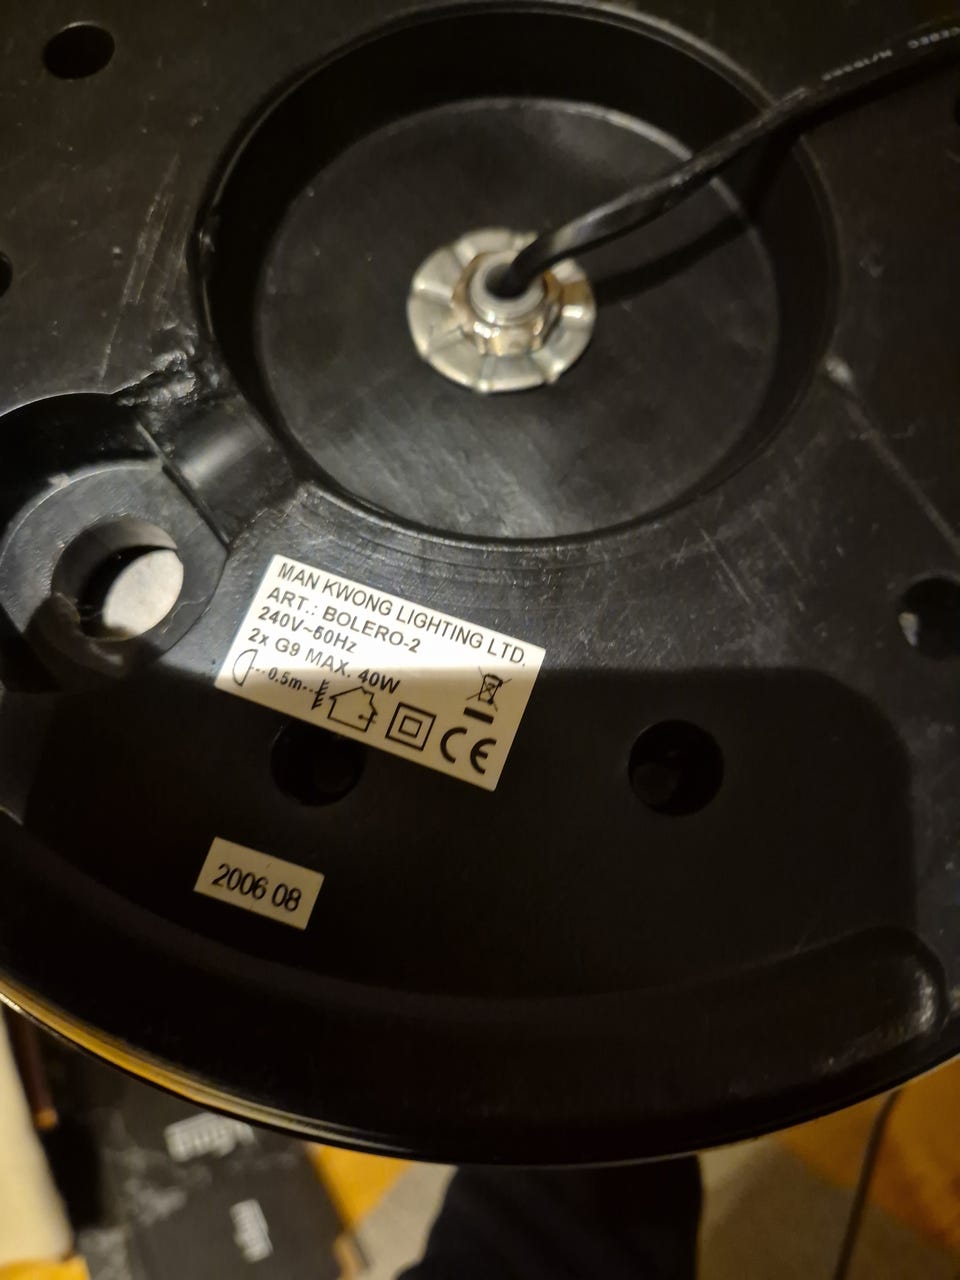 MAN KWONG LIGHTING LTD.
ART.: BOLERO-2
240V~50Hz
2x G9 MAX. 40W
0.5m
CE
2006 08